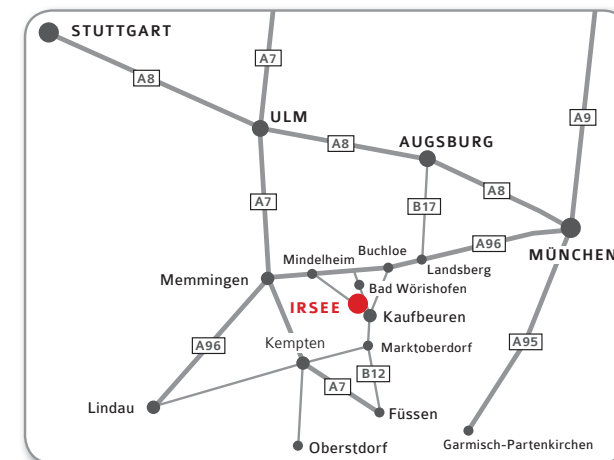 STUTTGART
A7
A8
ULM
A9
A8
AUGSBURG
A8
A7
B17
A96
Buchloe
MÜNCHEN
Mindelheim
Landsberg
Memmingen
Bad Wörishofen
IRSEE
Kaufbeuren
A96
Kempten
Marktoberdorf
A95
B12
A7
Lindau
Füssen
Oberstdorf
Garmisch-Partenkirchen